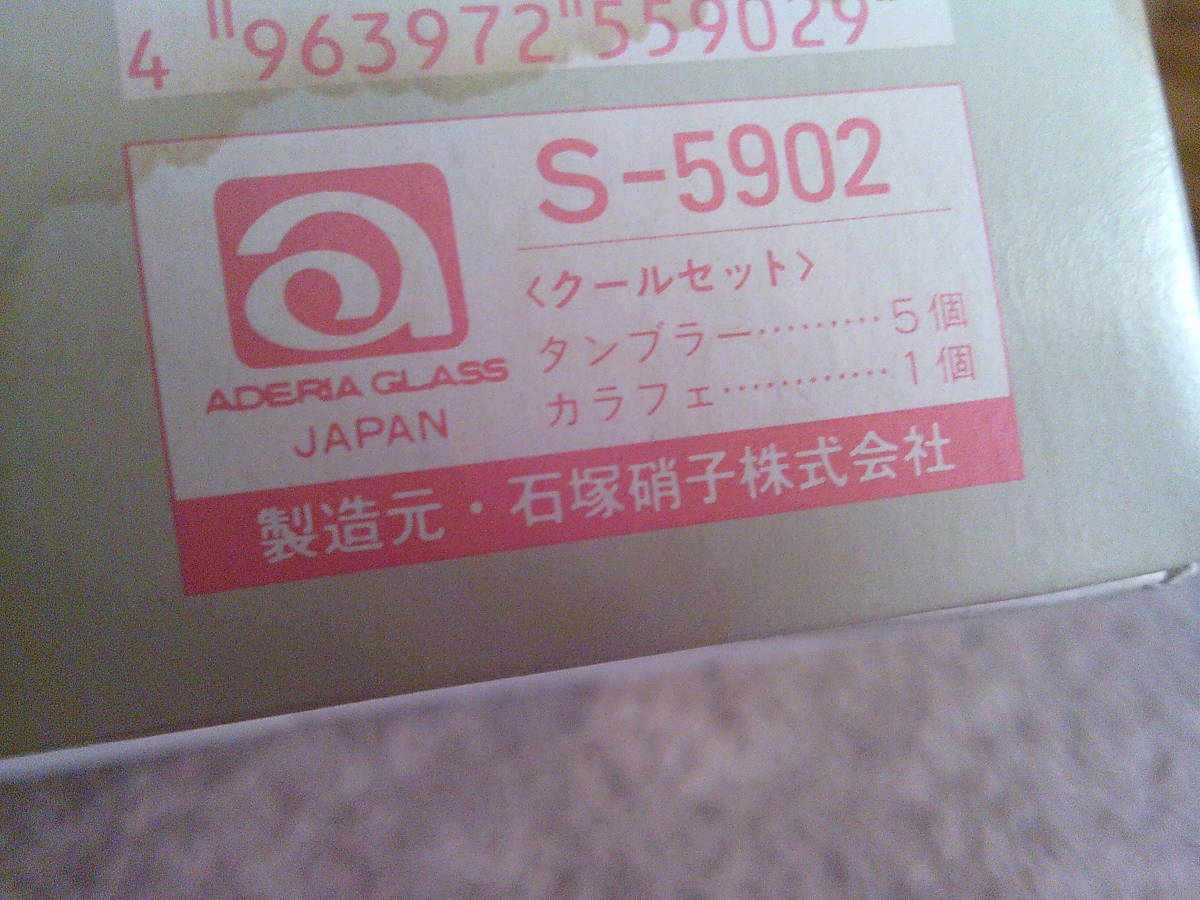 4 963972 559029
S-5902
〈クールセット〉
タンブラー………5個
カラフェ…………1個
a
ADERIA GLASS
JAPAN
製造元・石塚硝子株式会社